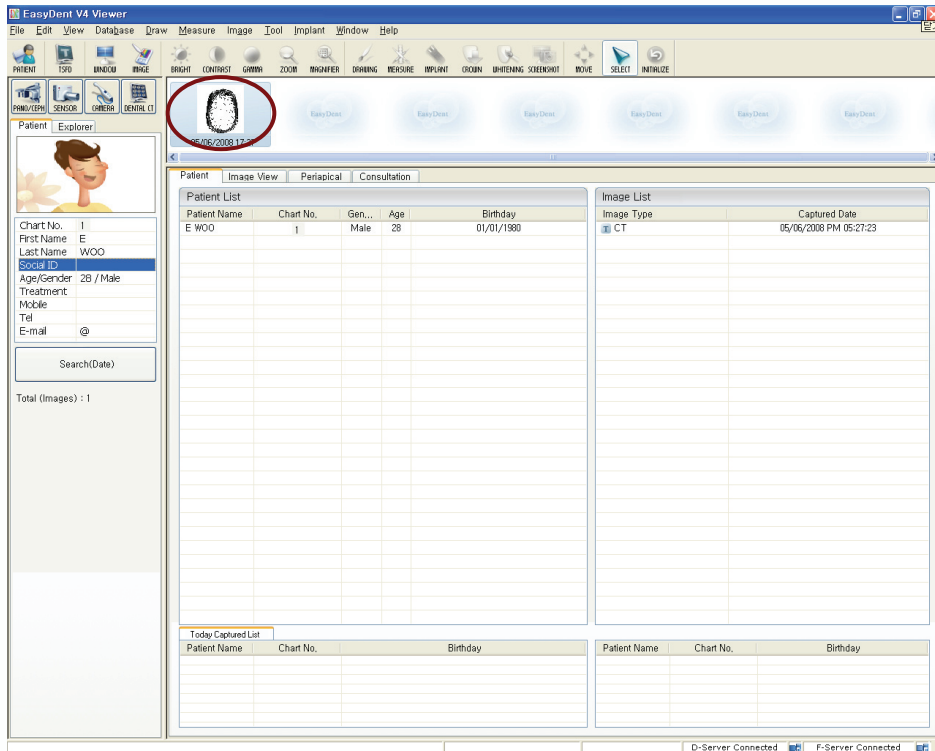 EasyDent V4 Viewer
File Edit View Database Draw Measure Image Tool Implant Window Help
PATIENT TSFO WINDOW IMAGE BRIGHT CONTRAST GAMMA ZOOM MAGNIFIER DRAWING MEASURE IMPLANT CROWN WHITENING SCREENSHOT MOVE SELECT INITIALIZE
PANO/CEPH SENSOR CAMERA DENTAL CT
EasyDent EasyDent EasyDent EasyDent EasyDent EasyDent
05/06/2008 17:27
Patient Explorer
Chart No. 1
First Name E
Last Name WOO
Social ID
Age/Gender 28 / Male
Treatment
Mobile
Tel
E-mail @
Search(Date)
Total (Images) : 1
Patient Image View Periapical Consultation
Patient List
Patient Name Chart No. Gen... Age Birthday
E WOO 1 Male 28 01/01/1980
Image List
Image Type Captured Date
T CT 05/06/2008 PM 05:27:23
Today Captured List
Patient Name Chart No. Birthday
Patient Name Chart No. Birthday
D-Server Connected F-Server Connected